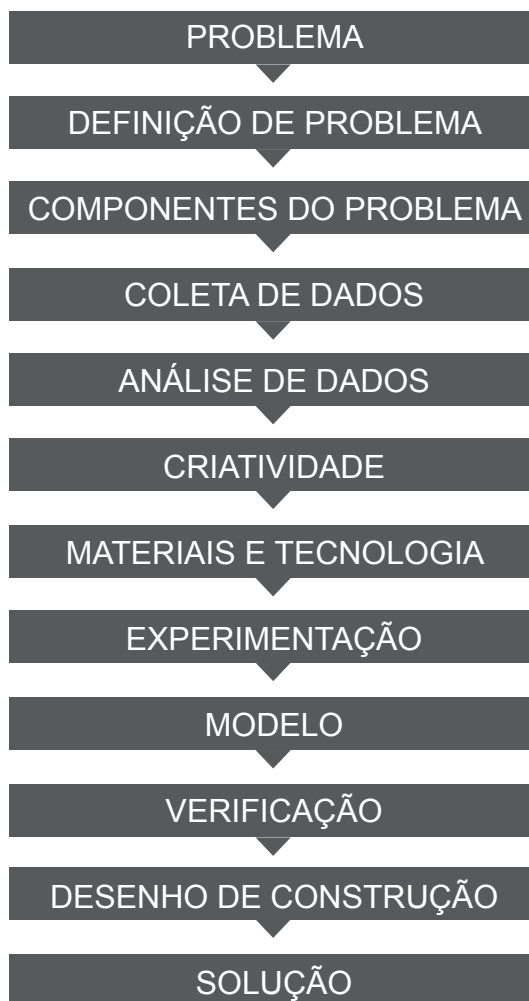 PROBLEMA
DEFINIÇÃO DE PROBLEMA
COMPONENTES DO PROBLEMA
COLETA DE DADOS
ANÁLISE DE DADOS
CRIATIVIDADE
MATERIAIS E TECNOLOGIA
EXPERIMENTAÇÃO
MODELO
VERIFICAÇÃO
DESENHO DE CONSTRUÇÃO
SOLUÇÃO